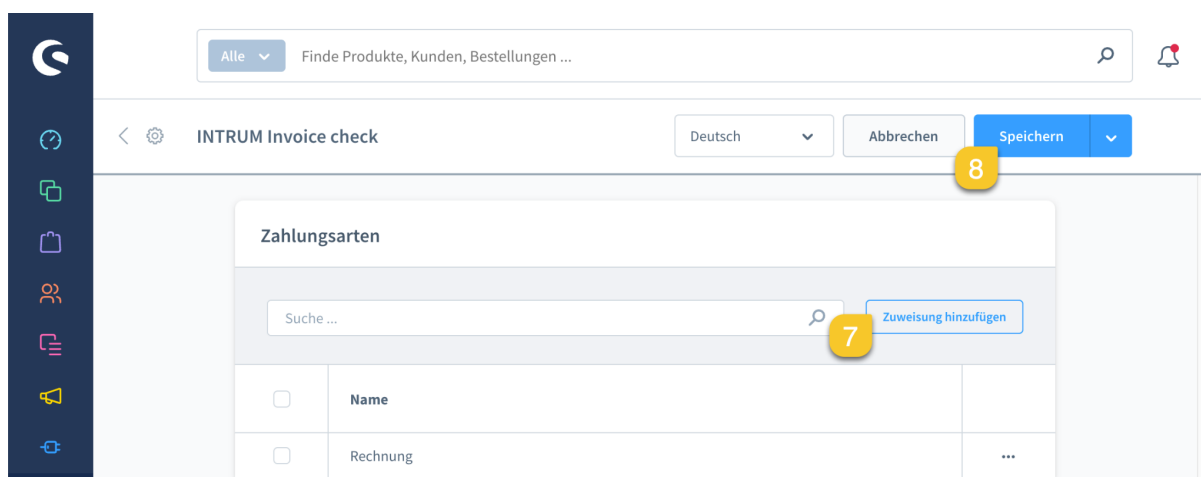 Alle Finde Produkte, Kunden, Bestellungen ...
INTRUM Invoice check Deutsch Abbrechen Speichern
8
Zahlungsarten
Suche ... Zuweisung hinzufügen
7
Name
Rechnung ...